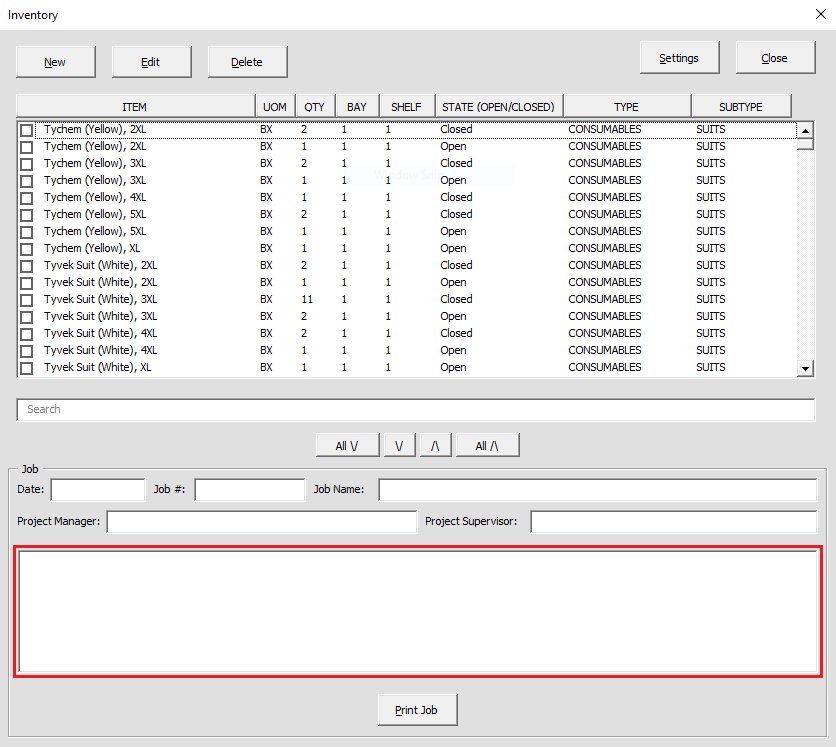 Inventory
New Edit Delete Settings Close
ITEM UOM QTY BAY SHELF STATE (OPEN/CLOSED) TYPE SUBTYPE
Tychem (Yellow), 2XL BX 2 1 1 Closed CONSUMABLES SUITS
Tychem (Yellow), 2XL BX 1 1 1 Open CONSUMABLES SUITS
Tychem (Yellow), 3XL BX 2 1 1 Closed CONSUMABLES SUITS
Tychem (Yellow), 3XL BX 1 1 1 Open CONSUMABLES SUITS
Tychem (Yellow), 4XL BX 1 1 1 Closed CONSUMABLES SUITS
Tychem (Yellow), 5XL BX 2 1 1 Closed CONSUMABLES SUITS
Tychem (Yellow), 5XL BX 1 1 1 Open CONSUMABLES SUITS
Tychem (Yellow), XL BX 1 1 1 Open CONSUMABLES SUITS
Tyvek Suit (White), 2XL BX 2 1 1 Closed CONSUMABLES SUITS
Tyvek Suit (White), 2XL BX 1 1 1 Open CONSUMABLES SUITS
Tyvek Suit (White), 3XL BX 11 1 1 Closed CONSUMABLES SUITS
Tyvek Suit (White), 3XL BX 2 1 1 Open CONSUMABLES SUITS
Tyvek Suit (White), 4XL BX 2 1 1 Closed CONSUMABLES SUITS
Tyvek Suit (White), 4XL BX 1 1 1 Open CONSUMABLES SUITS
Tyvek Suit (White), XL BX 1 1 1 Open CONSUMABLES SUITS
Search
All \/ \/ /\ All /\
Job
Date: Job #: Job Name:
Project Manager: Project Supervisor:
Print Job